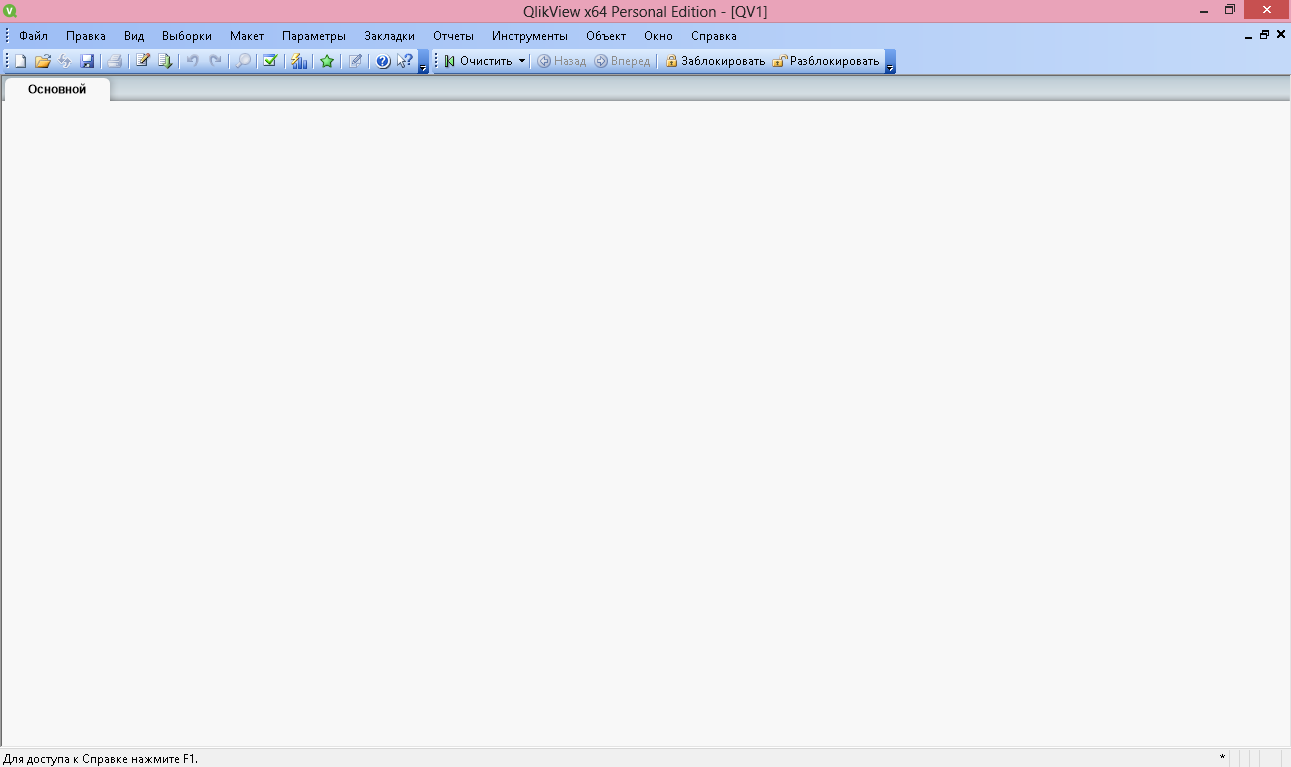 QlikView x64 Personal Edition - [QV1]
Файл Правка Вид Выборки Макет Параметры Закладки Отчеты Инструменты Объект Окно Справка
Очистить Назад Вперед Заблокировать Разблокировать
Основной
Для доступа к Справке нажмите F1. *